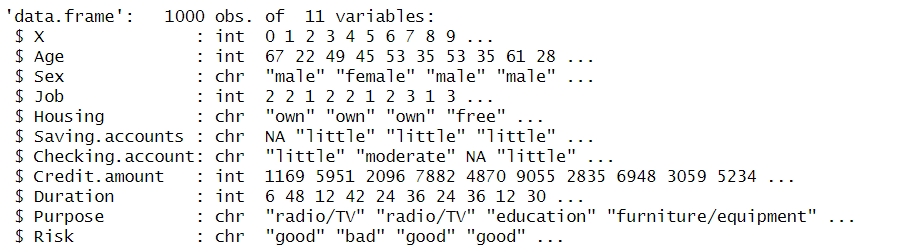 'data.frame':   1000 obs. of  11 variables:
 $ X               : int  0 1 2 3 4 5 6 7 8 9 ...
 $ Age             : int  67 22 49 45 53 35 53 35 61 28 ...
 $ Sex             : chr  "male" "female" "male" "male" ...
 $ Job             : int  2 2 1 2 2 1 2 3 1 3 ...
 $ Housing         : chr  "own" "own" "own" "free" ...
 $ Saving.accounts : chr  NA "little" "little" "little" ...
 $ Checking.account: chr  "little" "moderate" NA "little" ...
 $ Credit.amount   : int  1169 5951 2096 7882 4870 9055 2835 6948 3059 5234 ...
 $ Duration        : int  6 48 12 42 24 36 24 36 12 30 ...
 $ Purpose         : chr  "radio/TV" "radio/TV" "education" "furniture/equipment" ...
 $ Risk            : chr  "good" "bad" "good" "good" ...